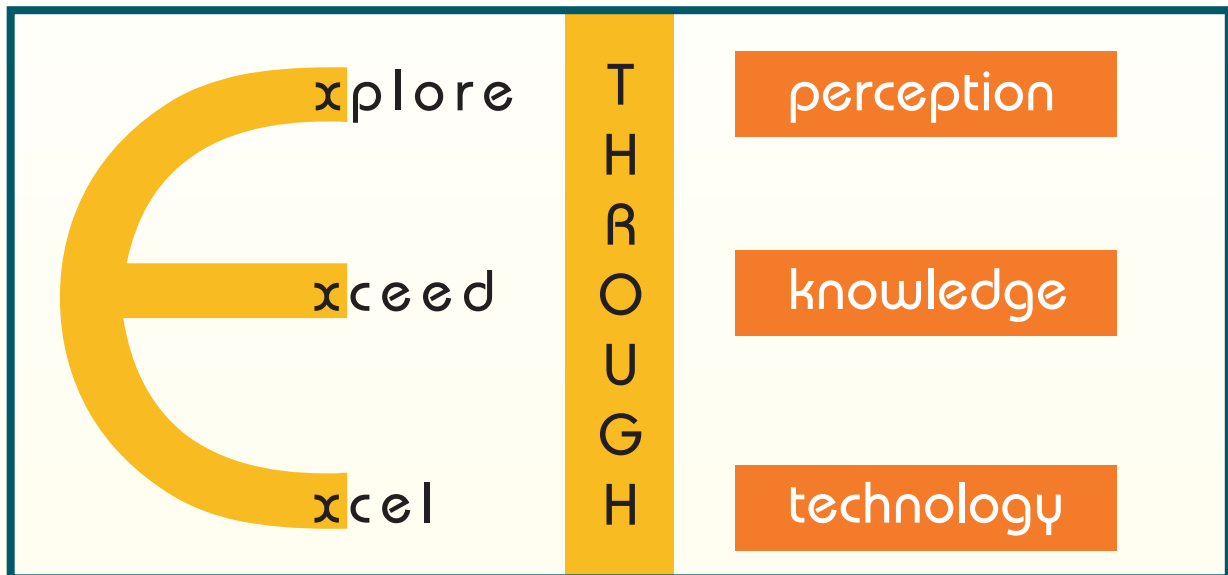 Explore
Exceed
Excel
THROUGH
perception
knowledge
technology